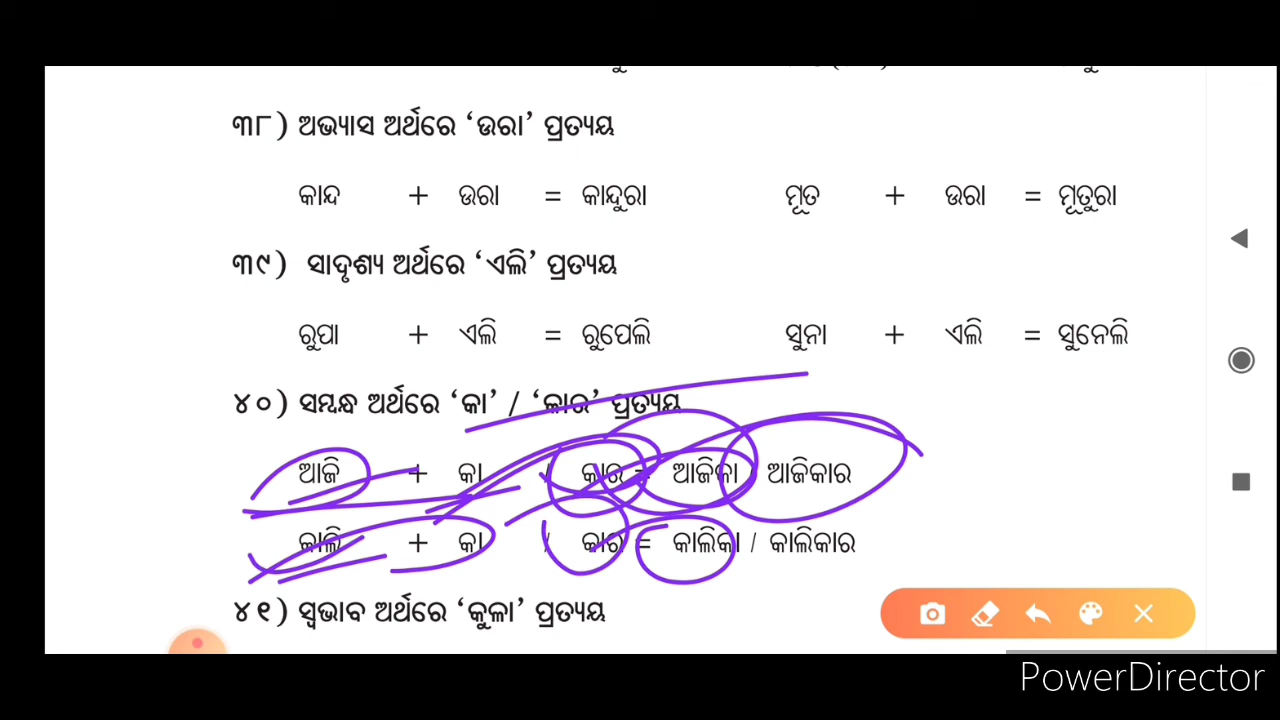 ୩୮) ଅଭ୍ୟାସ ଅର୍ଥରେ ‘ଉରା’ ପ୍ରତ୍ୟୟ
କାନ୍ଦ + ଉରା = କାନ୍ଦୁରା ମୂତ + ଉରା = ମୂତୁରା
୩୯) ସାଦୃଶ୍ୟ ଅର୍ଥରେ ‘ଏଲି’ ପ୍ରତ୍ୟୟ
ରୁପା + ଏଲି = ରୁପେଲି ସୁନା + ଏଲି = ସୁନେଲି
୪୦) ସମ୍ବନ୍ଧ ଅର୍ଥରେ ‘କା’ / ‘କାର’ ପ୍ରତ୍ୟୟ
ଆଜି + କା / କାର = ଆଜିକା / ଆଜିକାର
କାଲି + କା / କାର = କାଲିକା / କାଲିକାର
୪୧) ସ୍ୱଭାବ ଅର୍ଥରେ ‘କୁଳା’ ପ୍ରତ୍ୟୟ
PowerDirector